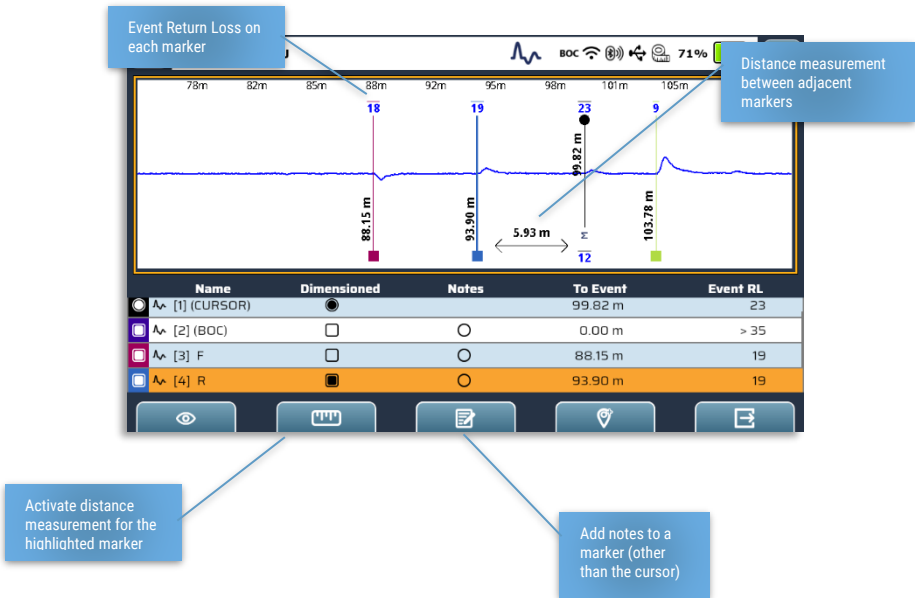 Event Return Loss on
each marker
BOC
71%
Distance measurement
between adjacent
markers
78m 82m 85m 88m 92m 95m 98m 101m 105m
18 19 23 9
99.82 m
88.15 m
93.90 m
103.78 m
5.93 m
M
12
Name Dimensioned Notes To Event Event RL
[1] (CURSOR) 99.82 m 23
[2] (BOC) 0.00 m > 35
[3] F 88.15 m 19
[4] R 93.90 m 19
Activate distance
measurement for the
highlighted marker
Add notes to a
marker (other
than the cursor)